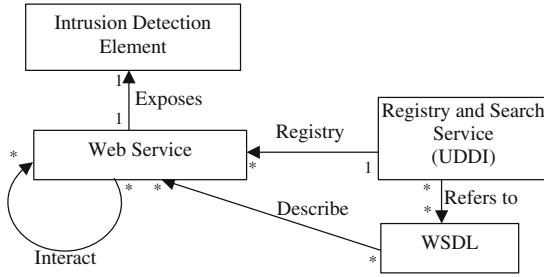 Intrusion Detection
Element
1
Exposes
1
Registry and Search
Service
(UDDI)
Registry
1
*
Web Service
*
*
*
*
*
Refers to
Describe
WSDL
*
Interact